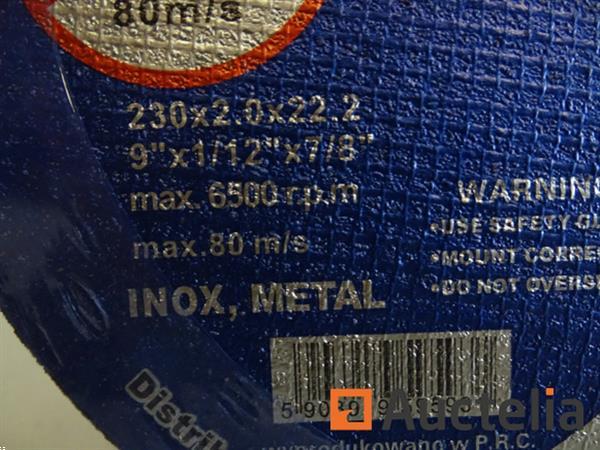 80m/s
230x2.0x22.2
9"x1/12"x7/8"
max. 6500 r.p.m
max.80 m/s
INOX, METAL
WARNING
•USE SAFETY
•MOUNT
•DO NOT
Auctelia
wyprodukowano w P.R.C.